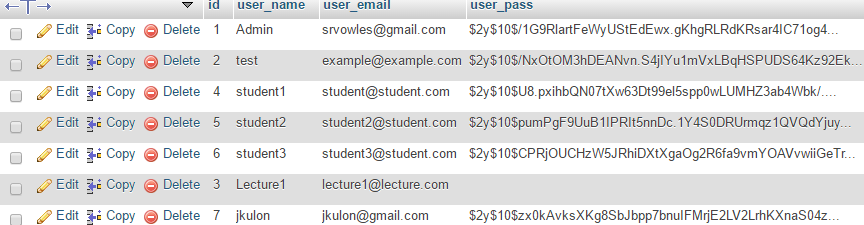 id user_name user_email user_pass
Edit Copy Delete 1 Admin srvowles@gmail.com $2y$10$/1G9RlartFeWyUStEdEwx.gKhgRLRdKRsar4IC71og4...
Edit Copy Delete 2 test example@example.com $2y$10$/NxOtOM3hDEANvn.S4jIYu1mVxLBqHSPUDS64Kz92Ek...
Edit Copy Delete 4 student1 student@student.com $2y$10$U8.pxihbQN07tXw63Dt99eI5spp0wLUMHZ3ab4Wbk/....
Edit Copy Delete 5 student2 student2@student.com $2y$10$pumPgF9UuB1IPRIt5nnDc.1Y4S0DRUrmqz1QVQdYjuy...
Edit Copy Delete 6 student3 student3@student.com $2y$10$CPRjOUCHzW5JRhiDXtXgaOg2R6fa9vmYOAVvwiiGeTr...
Edit Copy Delete 3 Lecture1 lecture1@lecture.com
Edit Copy Delete 7 jkulon jkulon@gmail.com $2y$10$zx0kAvksXKg8SbJbpp7bnuIFMrjE2LV2LrhKXnaS04z...